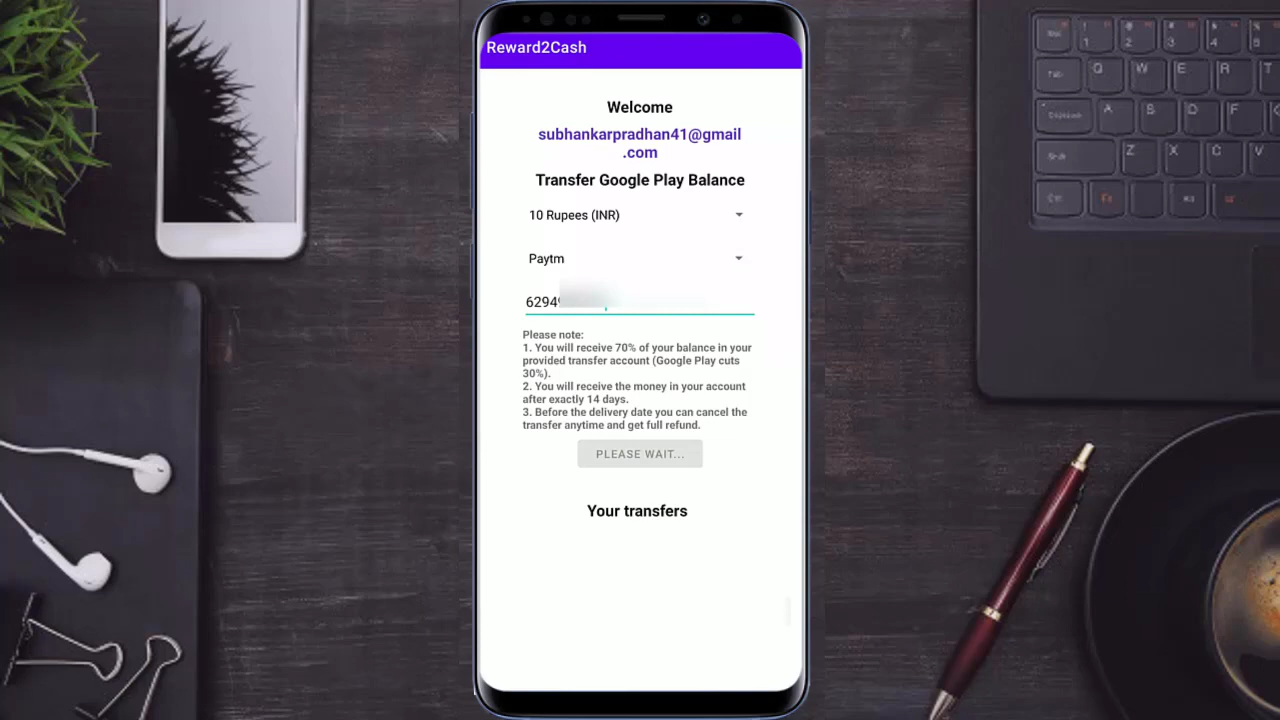 Reward2Cash
Welcome
subhankarpradhan41@gmail
.com
Transfer Google Play Balance
10 Rupees (INR)
Paytm
6294
Please note:
1. You will receive 70% of your balance in your
provided transfer account (Google Play cuts
30%).
2. You will receive the money in your account
after exactly 14 days.
3. Before the delivery date you can cancel the
transfer anytime and get full refund.
PLEASE WAIT...
Your transfers
Q W E R T
A S D F
Z X C V